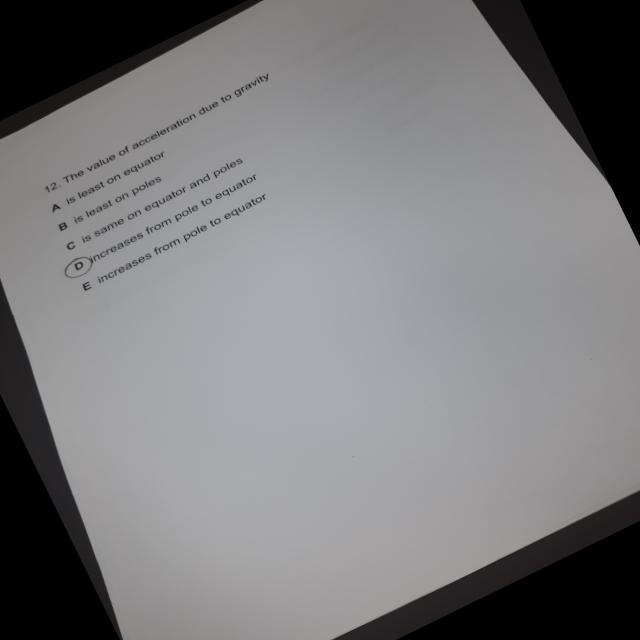 12. The value of acceleration due to gravity
A is least on equator
B is least on poles
C is same on equator and poles
D increases from pole to equator
E increases from pole to equator